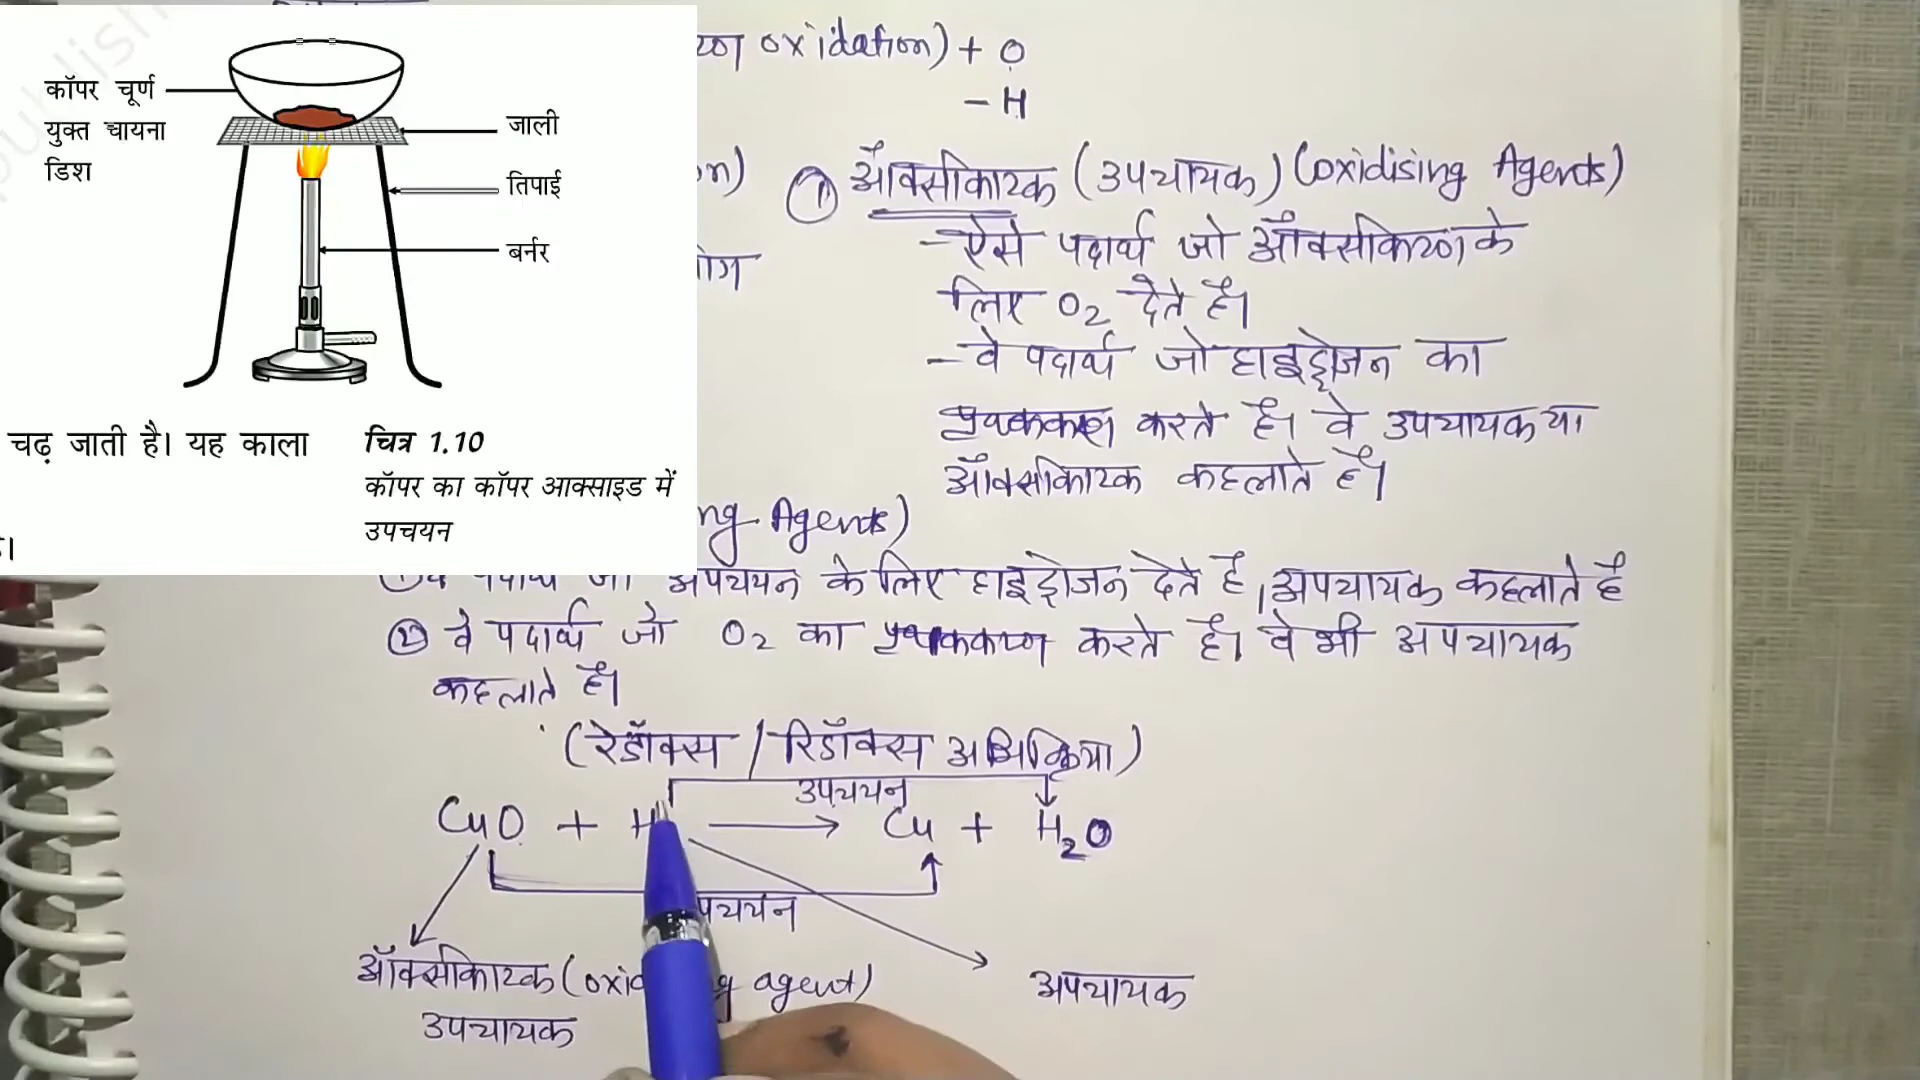 कॉपर चूर्ण
युक्त चायना
डिश
जाली
तिपाई
बर्नर
चढ़ जाती है। यह काला
चित्र 1.10
कॉपर का कॉपर आक्साइड में
उपचयन
oxidation) + O
- H
① ऑक्सीकारक (उपचायक) (oxidising Agents)
- ऐसे पदार्थ जो ऑक्सीकरण के
लिए O2 देते है।
- वे पदार्थ जो हाइड्रोजन का
पृथक्करण करते है। वे उपचायक या
ऑक्सीकारक कहलाते है।
Agents)
पदार्थ जो अपचयन के लिए हाइड्रोजन देते है, अपचायक कहलाते है
② वे पदार्थ जो O2 का पृथक्करण करते है। वे भी अपचायक
कहलाते है।
(रेडॉक्स / रिडॉक्स अभिक्रिया)
उपचयन
CuO + H → Cu + H2O
पचयन
ऑक्सीकारक ( agent)
उपचायक
अपचायक